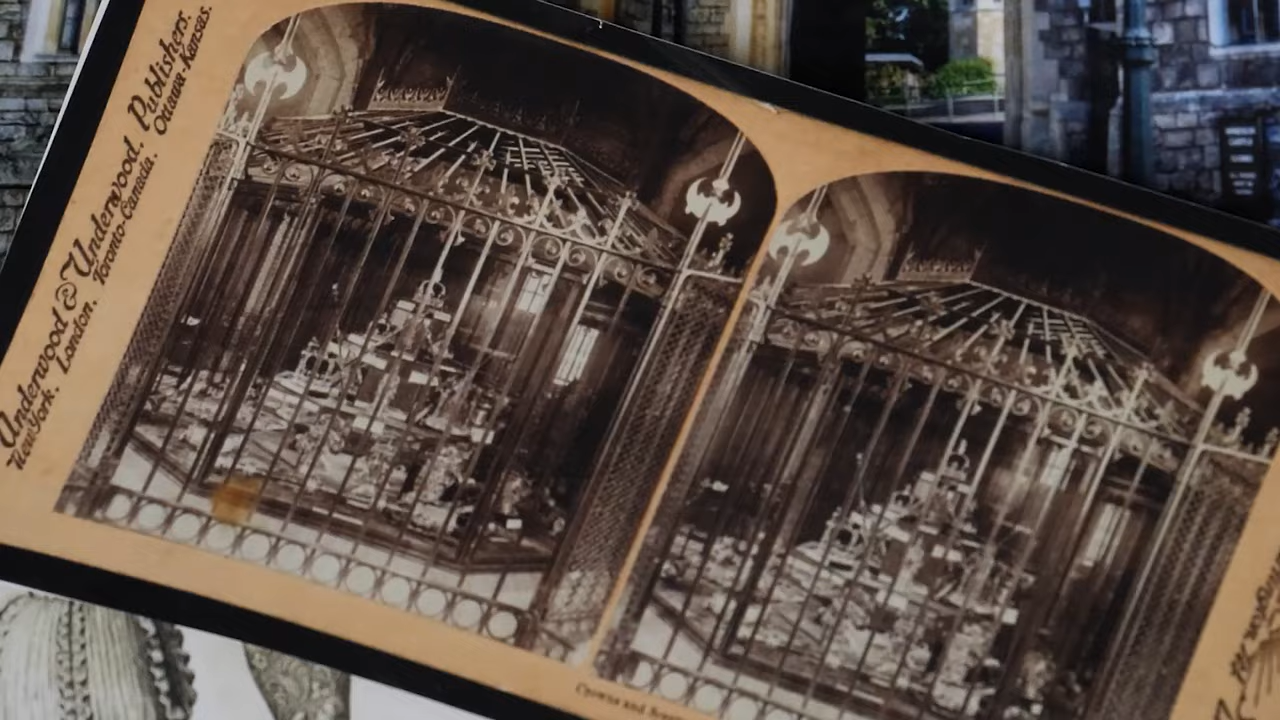 Underwood & Underwood. Publishers.
New York. London. Toronto-Canada. Ottawa-Kansas.
Crowns and